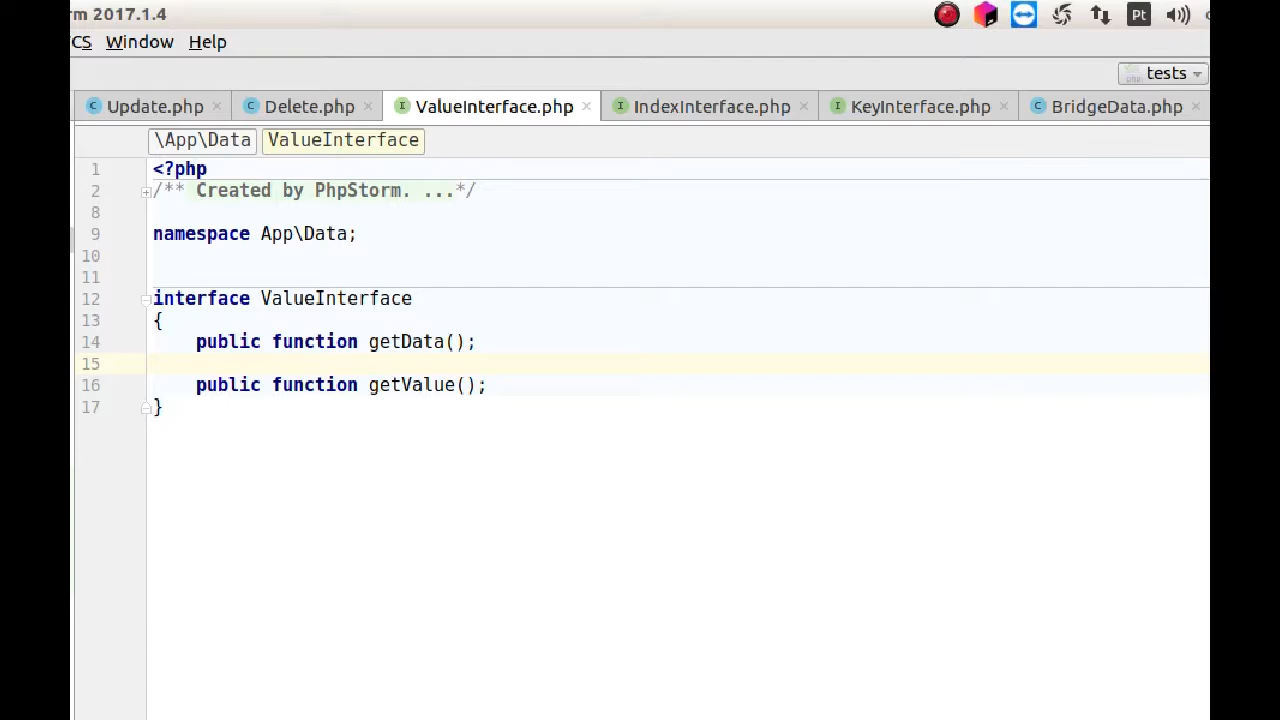 rm 2017.1.4
Pt
CS Window Help
tests
Update.php Delete.php ValueInterface.php IndexInterface.php KeyInterface.php BridgeData.php
\App\Data ValueInterface
1 <?php
2 /** Created by PhpStorm. ...*/
8
9 namespace App\Data;
10
11
12 interface ValueInterface
13 {
14 public function getData();
15
16 public function getValue();
17 }